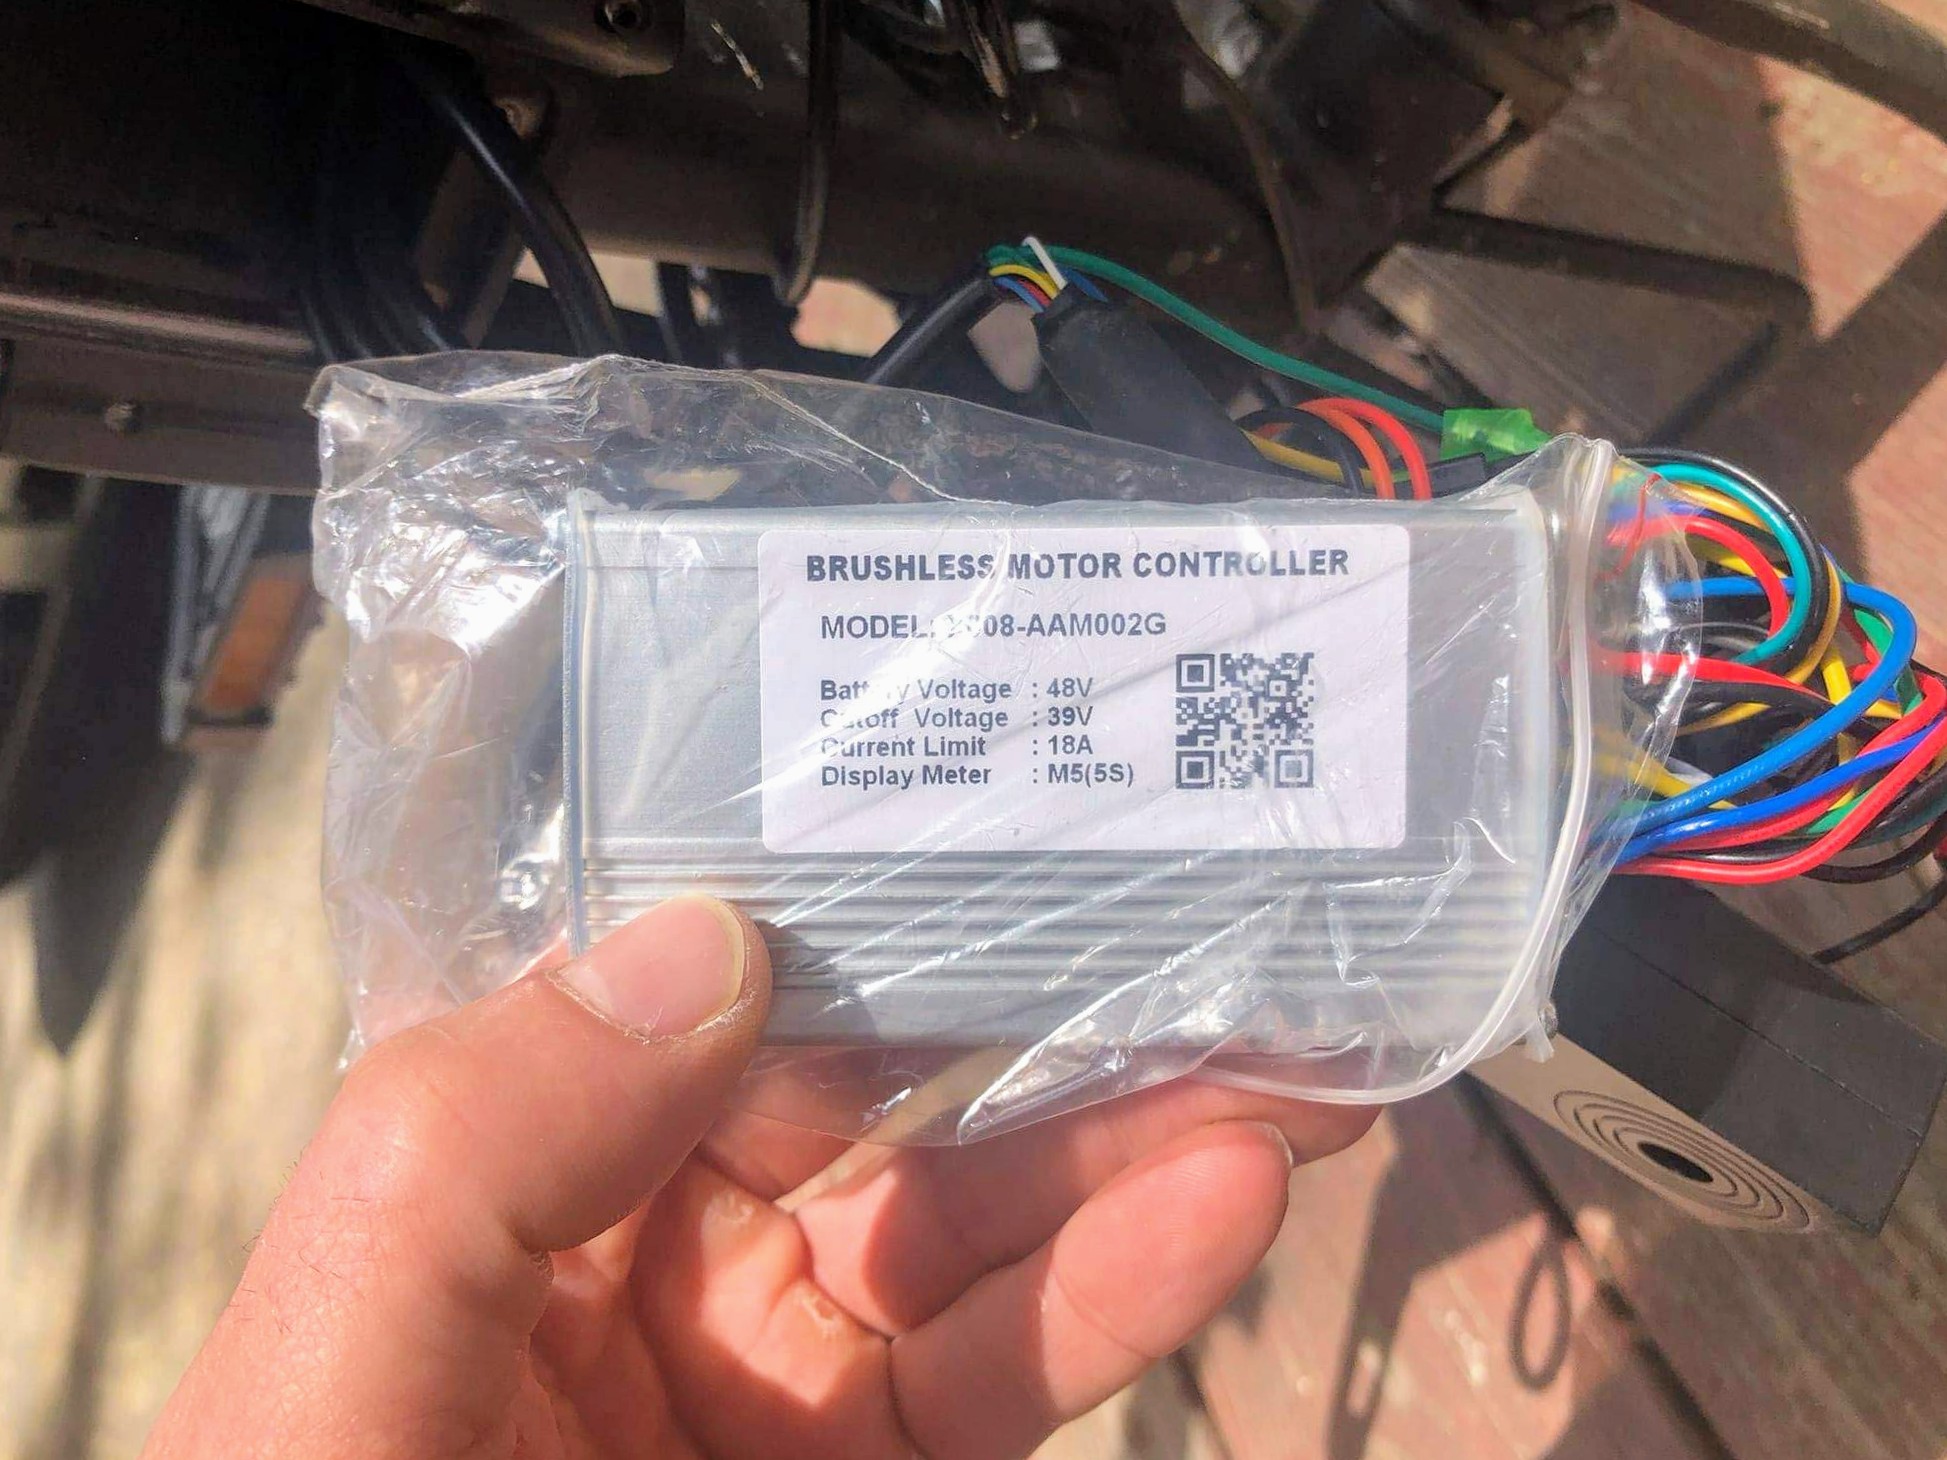 BRUSHLESS MOTOR CONTROLLER
MODEL:
Battery Voltage : 48V
Cutoff Voltage : 39V
Current Limit : 18A
Display Meter : M5(5S)